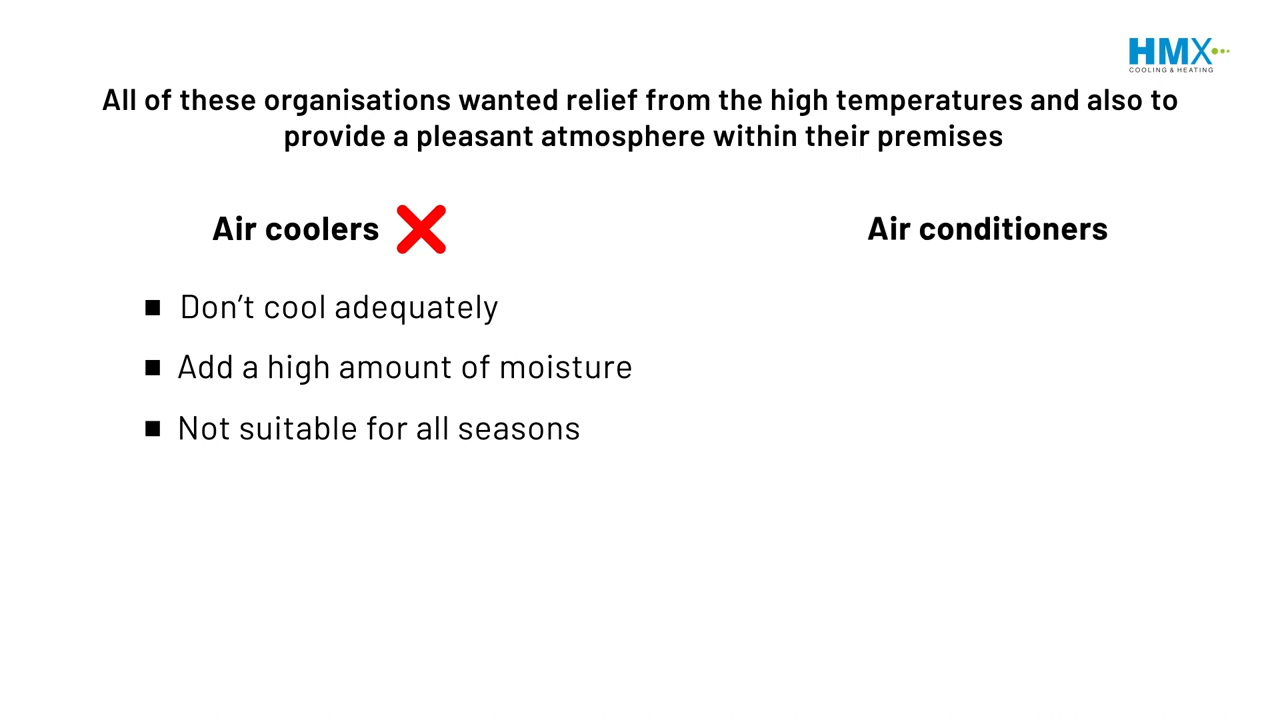 HMX
COOLING & HEATING
All of these organisations wanted relief from the high temperatures and also to
provide a pleasant atmosphere within their premises
Air coolers
Air conditioners
Don’t cool adequately
Add a high amount of moisture
Not suitable for all seasons